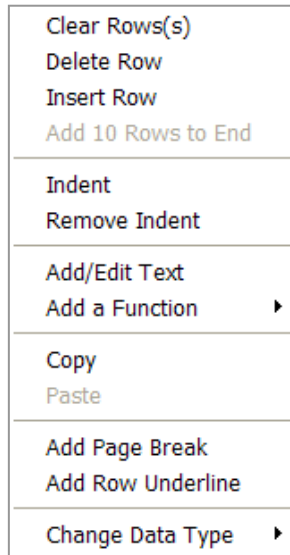 Clear Rows(s)
Delete Row
Insert Row
Add 10 Rows to End
Indent
Remove Indent
Add/Edit Text
Add a Function
Copy
Paste
Add Page Break
Add Row Underline
Change Data Type